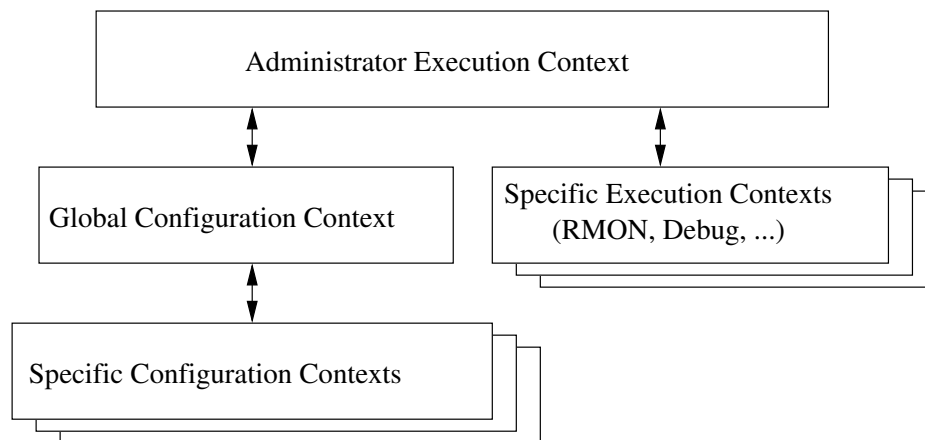 Administrator Execution Context
Global Configuration Context
Specific Execution Contexts
(RMON, Debug, ...)
Specific Configuration Contexts